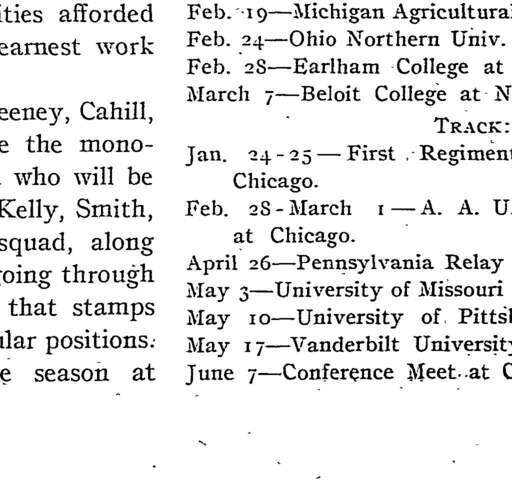 ities afforded
earnest work
eeney, Cahill,
e the mono-
who will be
Kelly, Smith,
squad, along
going through
that stamps
ular positions.
e season at
Feb. 19—Michigan Agricultural
Feb. 24—Ohio Northern Univ.
Feb. 28—Earlham College at
March 7—Beloit College at N
TRACK:
Jan. 24-25—First Regiment
Chicago.
Feb. 28-March 1—A. A. U.
at Chicago.
April 26—Pennsylvania Relay
May 3—University of Missouri
May 10—University of Pittsb
May 17—Vanderbilt University
June 7—Conference Meet at C